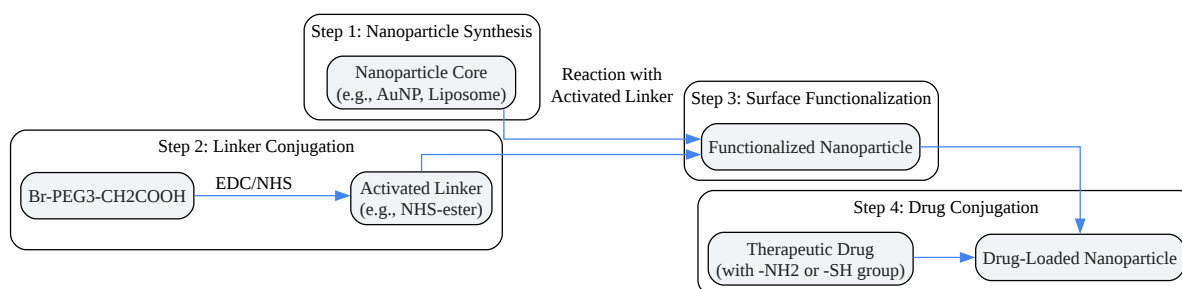 Step 1: Nanoparticle Synthesis
Nanoparticle Core
(e.g., AuNP, Liposome)
Reaction with
Activated Linker
Step 2: Linker Conjugation
Br-PEG3-CH2COOH
EDC/NHS
Activated Linker
(e.g., NHS-ester)
Step 3: Surface Functionalization
Functionalized Nanoparticle
Step 4: Drug Conjugation
Therapeutic Drug
(with -NH2 or -SH group)
Drug-Loaded Nanoparticle